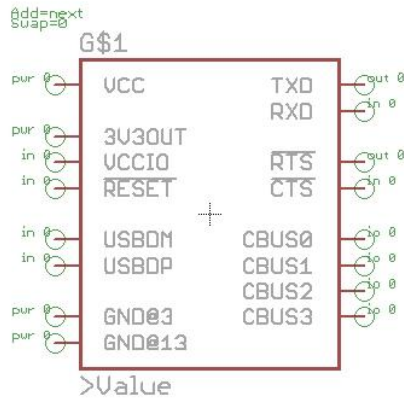 Add=next
Swap=0
G$1
pwr 0 VCC TXD out 0
RXD in 0
pwr 0 3V3OUT
in 0 VCCIO RTS out 0
in 0 RESET CTS in 0
in 0 USBDM CBUS0 io 0
in 0 USBDP CBUS1 io 0
CBUS2 io 0
pwr 0 GND@3 CBUS3 io 0
pwr 0 GND@13
>Value